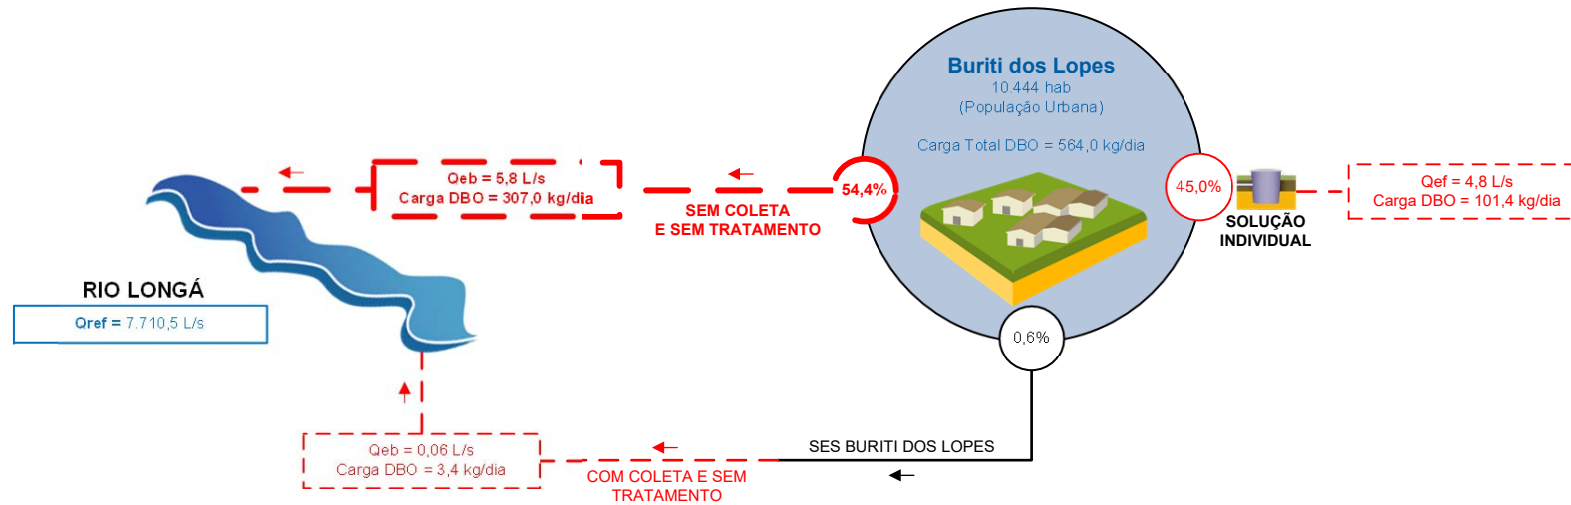 Buriti dos Lopes
10.444 hab
(População Urbana)
Carga Total DBO = 564,0 kg/dia
54,4%
45,0%
0,6%
Qeb = 5,8 L/s
Carga DBO = 307,0 kg/dia
SEM COLETA
E SEM TRATAMENTO
SOLUÇÃO
INDIVIDUAL
Qef = 4,8 L/s
Carga DBO = 101,4 kg/dia
RIO LONGÁ
Qref = 7.710,5 L/s
Qeb = 0,06 L/s
Carga DBO = 3,4 kg/dia
COM COLETA E SEM
TRATAMENTO
SES BURITI DOS LOPES